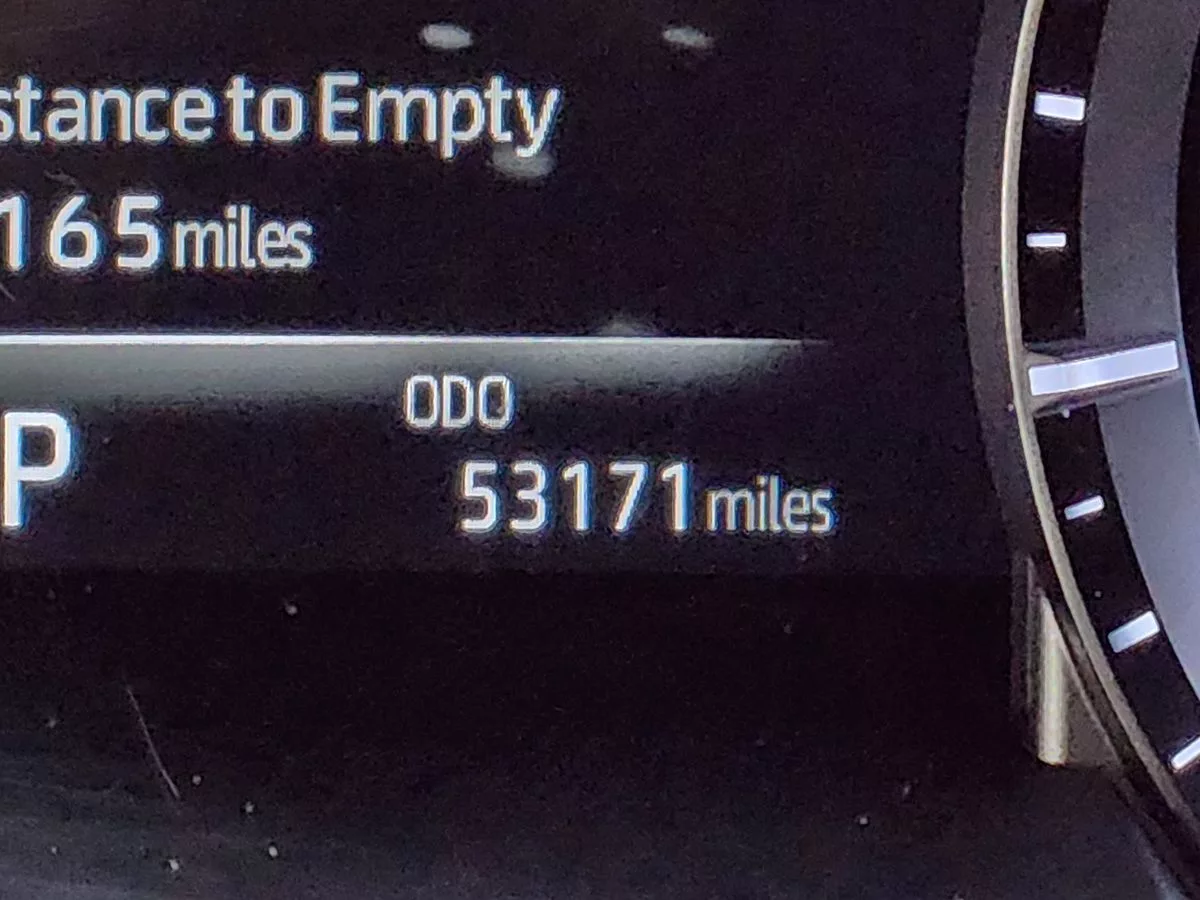 stance to Empty
165 miles
ODO
P
53171 miles